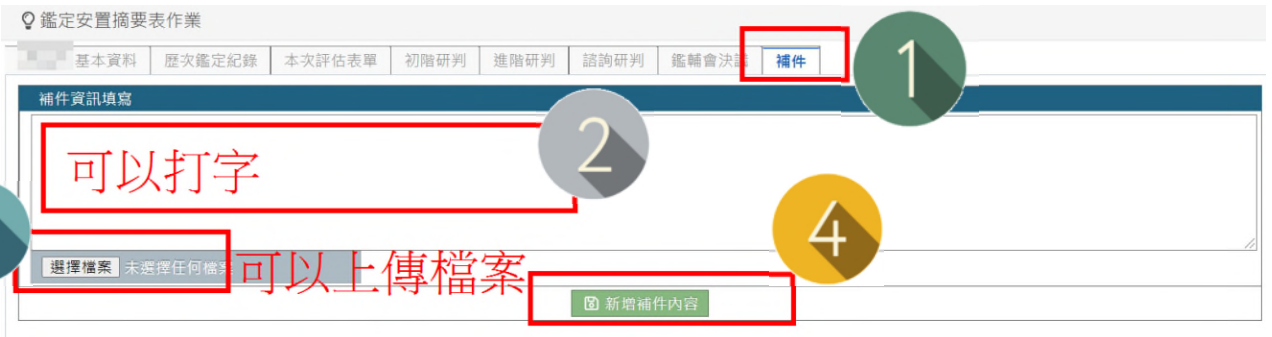 鑑定安置摘要表作業
基本資料 歷次鑑定紀錄 本次評估表單 初階研判 進階研判 諮詢研判 鑑輔會決議 補件
1
補件資訊填寫
2
可以打字
4
選擇檔案 未選擇任何檔案
可以上傳檔案
新增補件內容